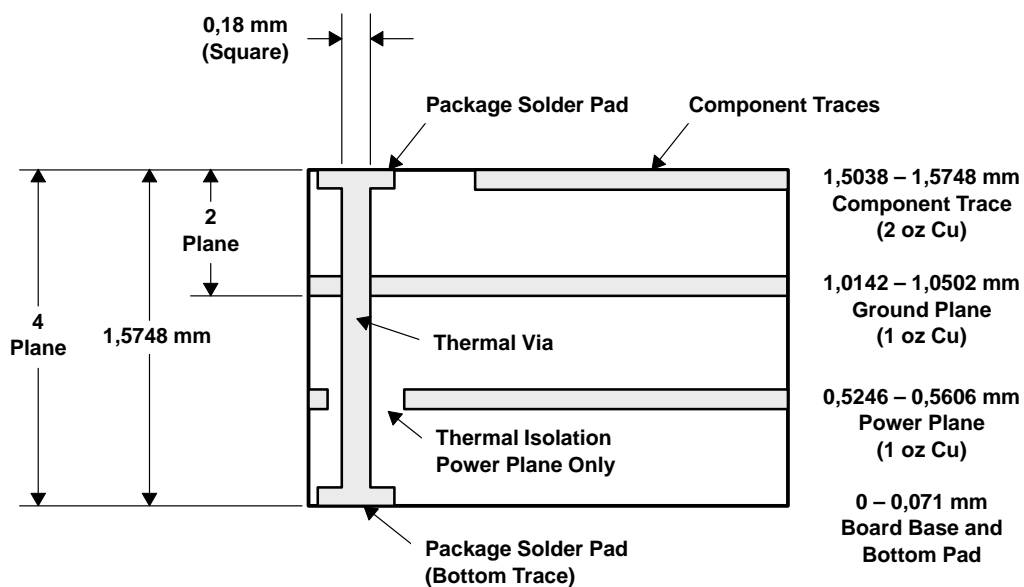 0,18 mm
(Square)
Package Solder Pad
Component Traces
2
Plane
4
Plane
1,5748 mm
Thermal Via
Thermal Isolation
Power Plane Only
Package Solder Pad
(Bottom Trace)
1,5038 – 1,5748 mm
Component Trace
(2 oz Cu)
1,0142 – 1,0502 mm
Ground Plane
(1 oz Cu)
0,5246 – 0,5606 mm
Power Plane
(1 oz Cu)
0 – 0,071 mm
Board Base and
Bottom Pad